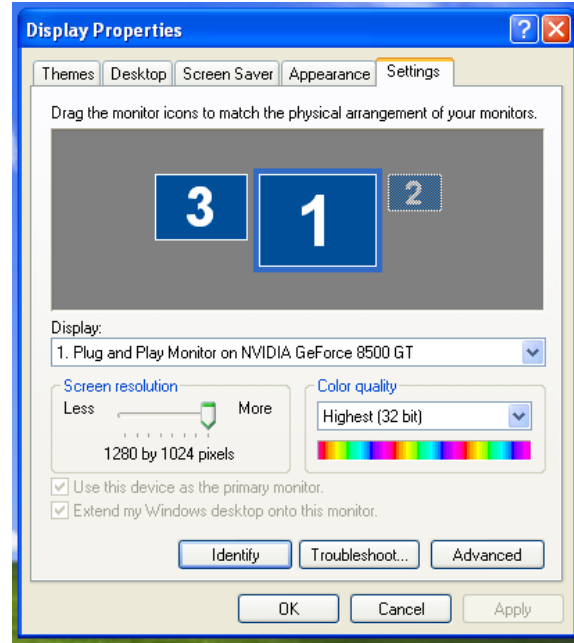 Display Properties
Themes Desktop Screen Saver Appearance Settings
Drag the monitor icons to match the physical arrangement of your monitors.
3 1 2
Display:
1. Plug and Play Monitor on NVIDIA GeForce 8500 GT
Screen resolution
Less More
1280 by 1024 pixels
Color quality
Highest (32 bit)
Use this device as the primary monitor.
Extend my Windows desktop onto this monitor.
Identify Troubleshoot... Advanced
OK Cancel Apply